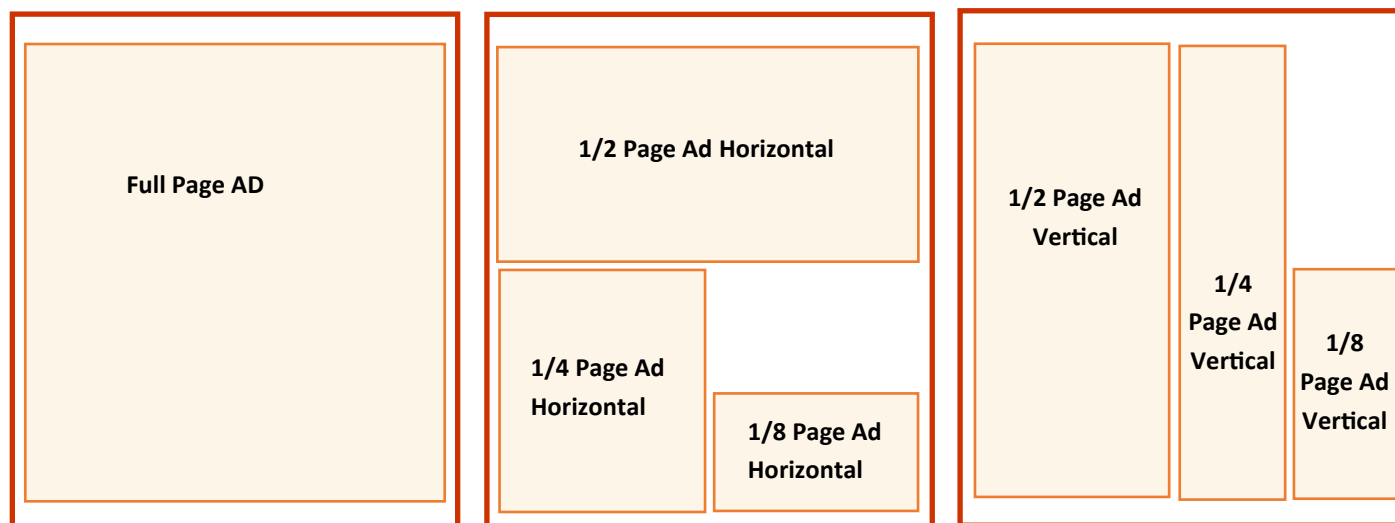 Full Page AD
1/2 Page Ad Horizontal
1/4 Page Ad
Horizontal
1/8 Page Ad
Horizontal
1/2 Page Ad
Vertical
1/4
Page Ad
Vertical
1/8
Page Ad
Vertical